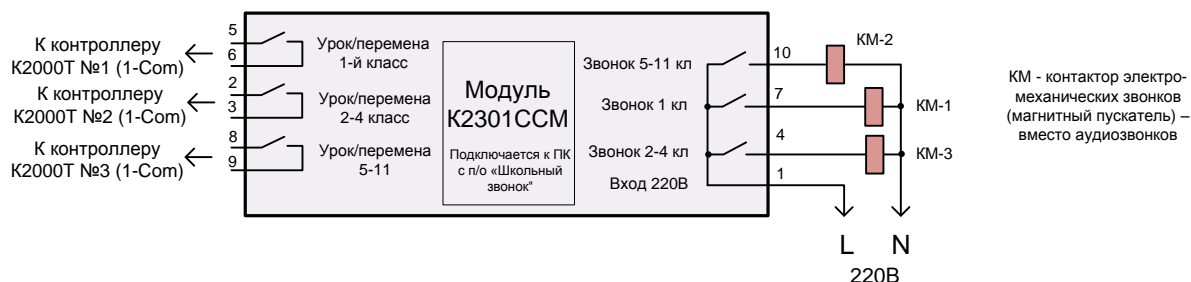 К контроллеру
К2000Т №1 (1-Com)
К контроллеру
К2000Т №2 (1-Com)
К контроллеру
К2000Т №3 (1-Com)
5
6
2
3
8
9
Урок/перемена
1-й класс
Урок/перемена
2-4 класс
Урок/перемена
5-11
Модуль
К2301ССМ
Подключается к ПК
с п/о «Школьный
звонок"
Звонок 5-11 кл
Звонок 1 кл
Звонок 2-4 кл
Вход 220В
10
7
4
1
КМ-2
КМ-1
КМ-3
L N
220В
КМ - контактор электро-
механических звонков
(магнитный пускатель) –
вместо аудиозвонков